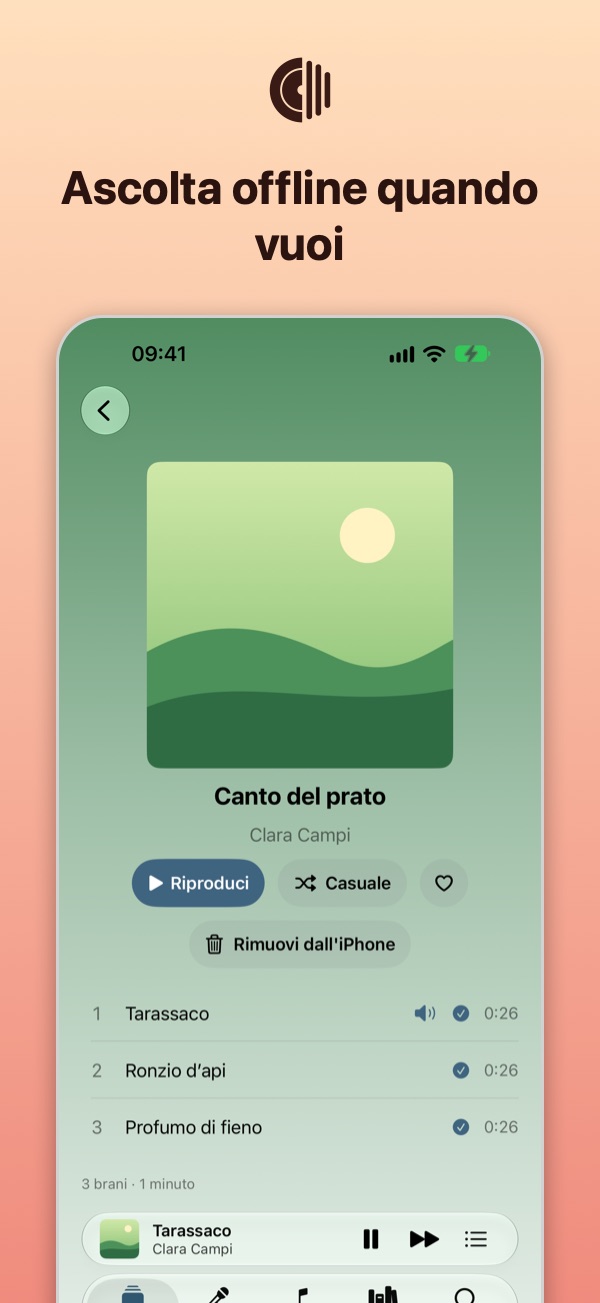 Ascolta offline quando
vuoi
09:41
Canto del prato
Clara Campi
Riproduci
Casuale
Rimuovi dall'iPhone
1 Tarassaco 0:26
2 Ronzio d’api 0:26
3 Profumo di fieno 0:26
3 brani · 1 minuto
Tarassaco
Clara Campi